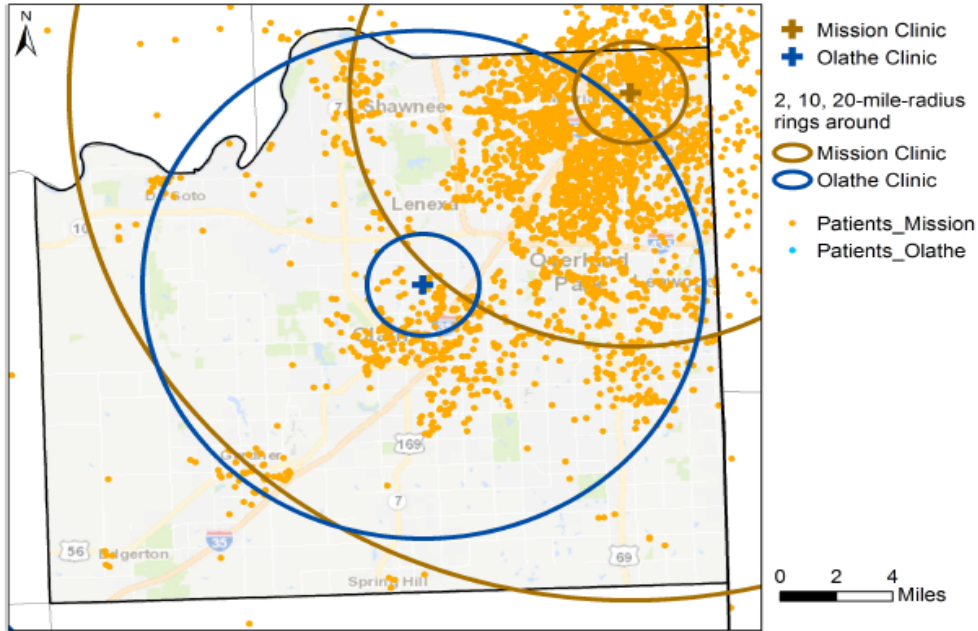 N
Mission Clinic
Olathe Clinic
2, 10, 20-mile-radius
rings around
Mission Clinic
Olathe Clinic
Patients_Mission
Patients_Olathe
7
Shawnee
De Soto
Lenexa
10
Overland
Park
Leawood
169
Gardner
7
35
56
Edgerton
69
Spring Hill
0 2 4
Miles